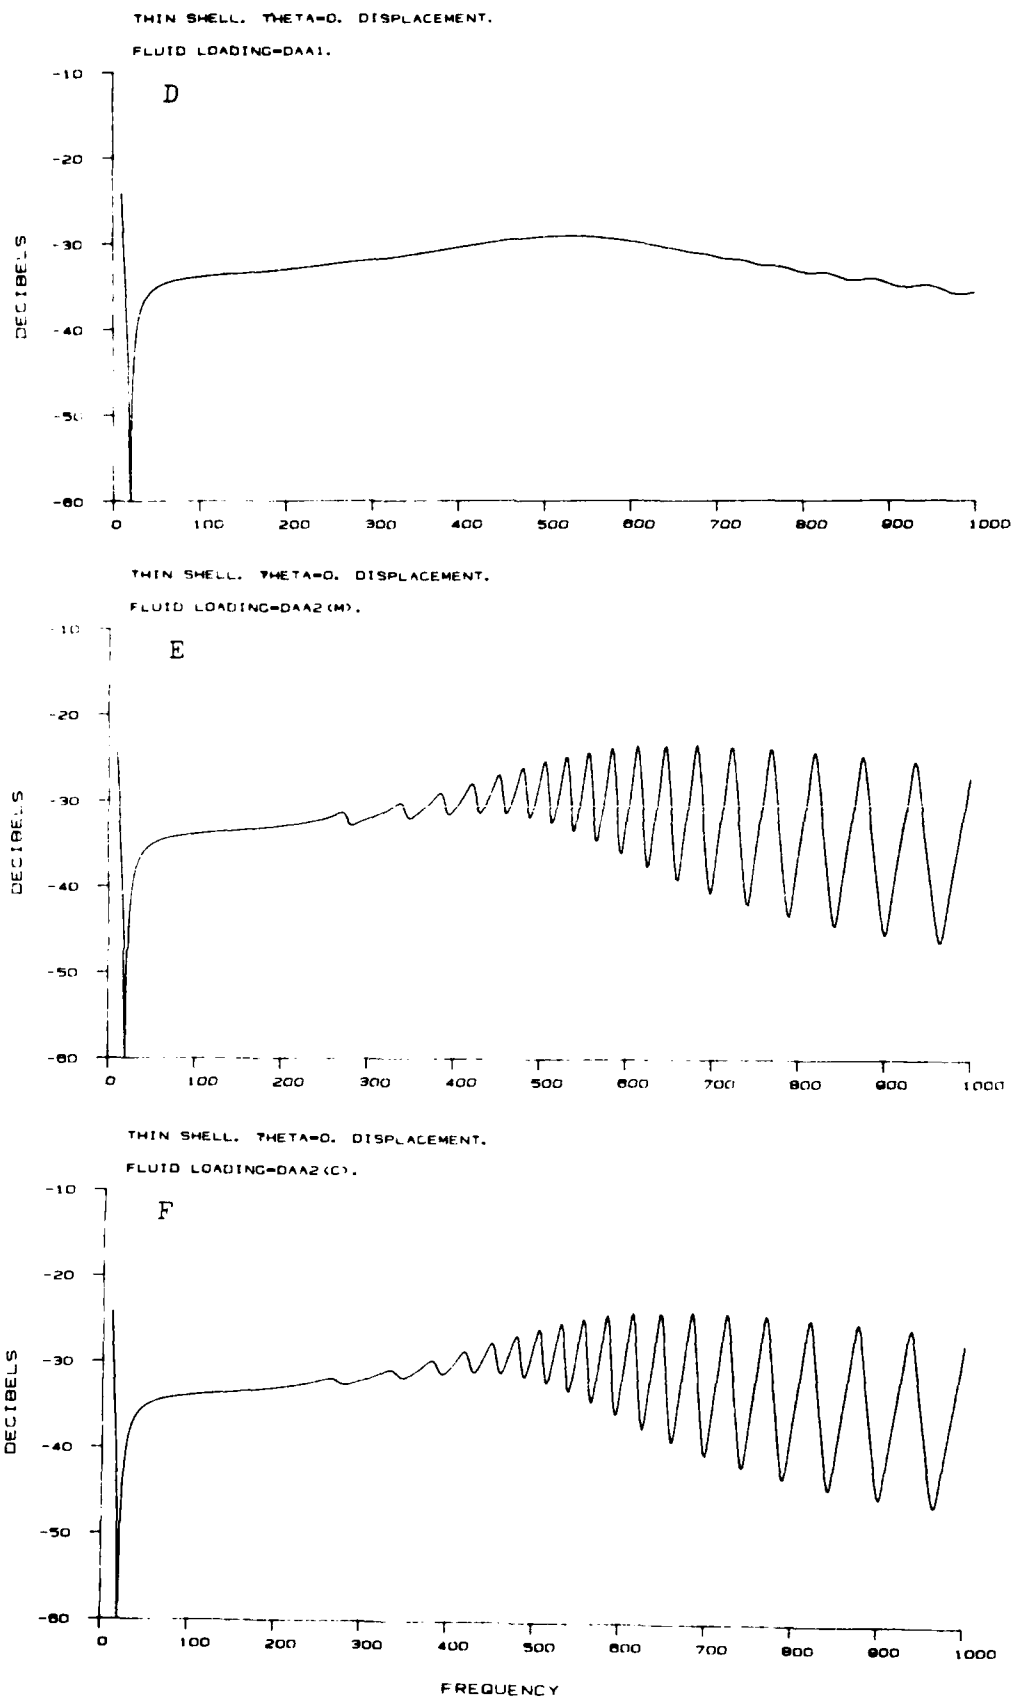 THIN SHELL. THETA=0. DISPLACEMENT.
FLUID LOADING=DAA1.
D
-10
-20
-30
-40
-50
-60
DECIBELS
0 100 200 300 400 500 600 700 800 900 1000
THIN SHELL. THETA=0. DISPLACEMENT.
FLUID LOADING=DAA2(M).
E
-10
-20
-30
-40
-50
-60
DECIBELS
0 100 200 300 400 500 600 700 800 900 1000
THIN SHELL. THETA=0. DISPLACEMENT.
FLUID LOADING=DAA2(C).
F
-10
-20
-30
-40
-50
-60
DECIBELS
0 100 200 300 400 500 600 700 800 900 1000
FREQUENCY